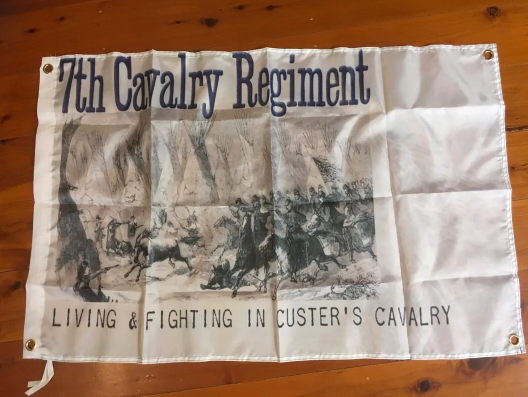 7th Cavalry Regiment
LIVING & FIGHTING IN CUSTER'S CAVALRY